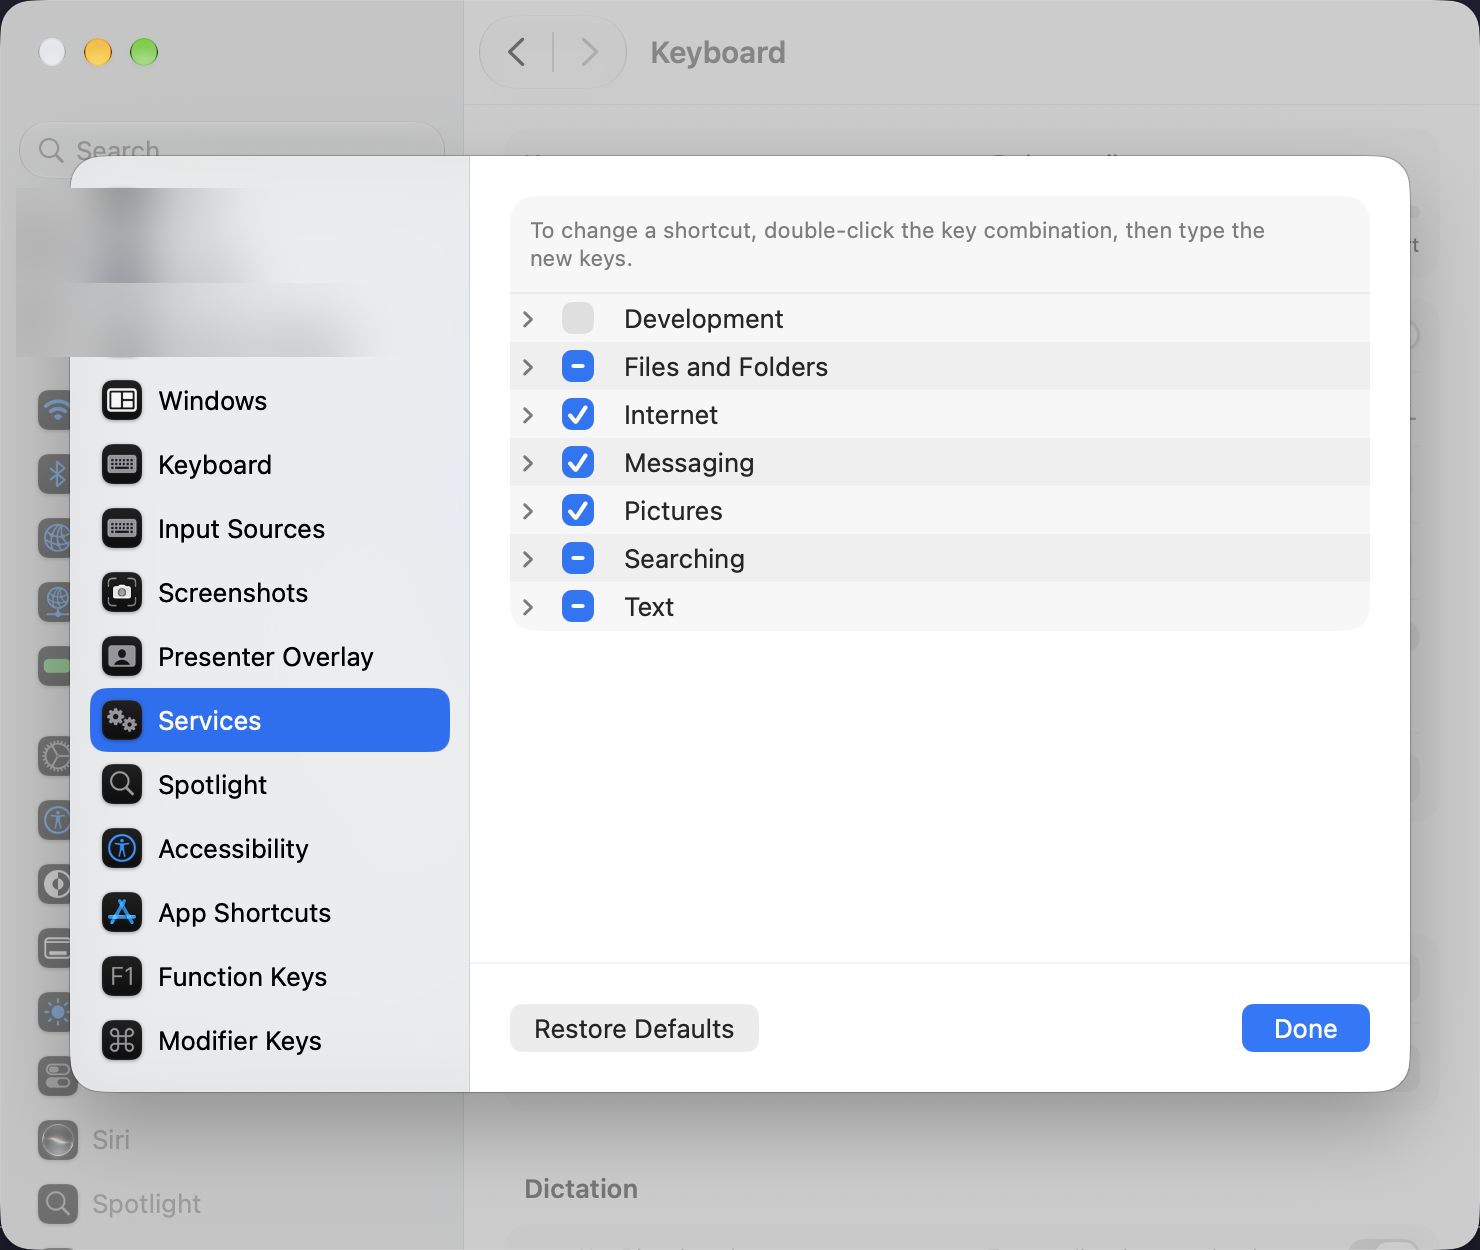 Keyboard
Search
To change a shortcut, double-click the key combination, then type the
new keys.
Development
Files and Folders
Internet
Messaging
Pictures
Searching
Text
Windows
Keyboard
Input Sources
Screenshots
Presenter Overlay
Services
Spotlight
Accessibility
App Shortcuts
F1 Function Keys
Modifier Keys
Restore Defaults
Done
Siri
Spotlight
Dictation